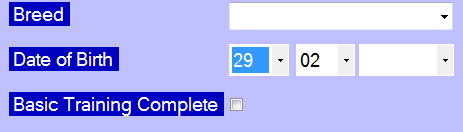 Breed
Date of Birth 29 02
Basic Training Complete